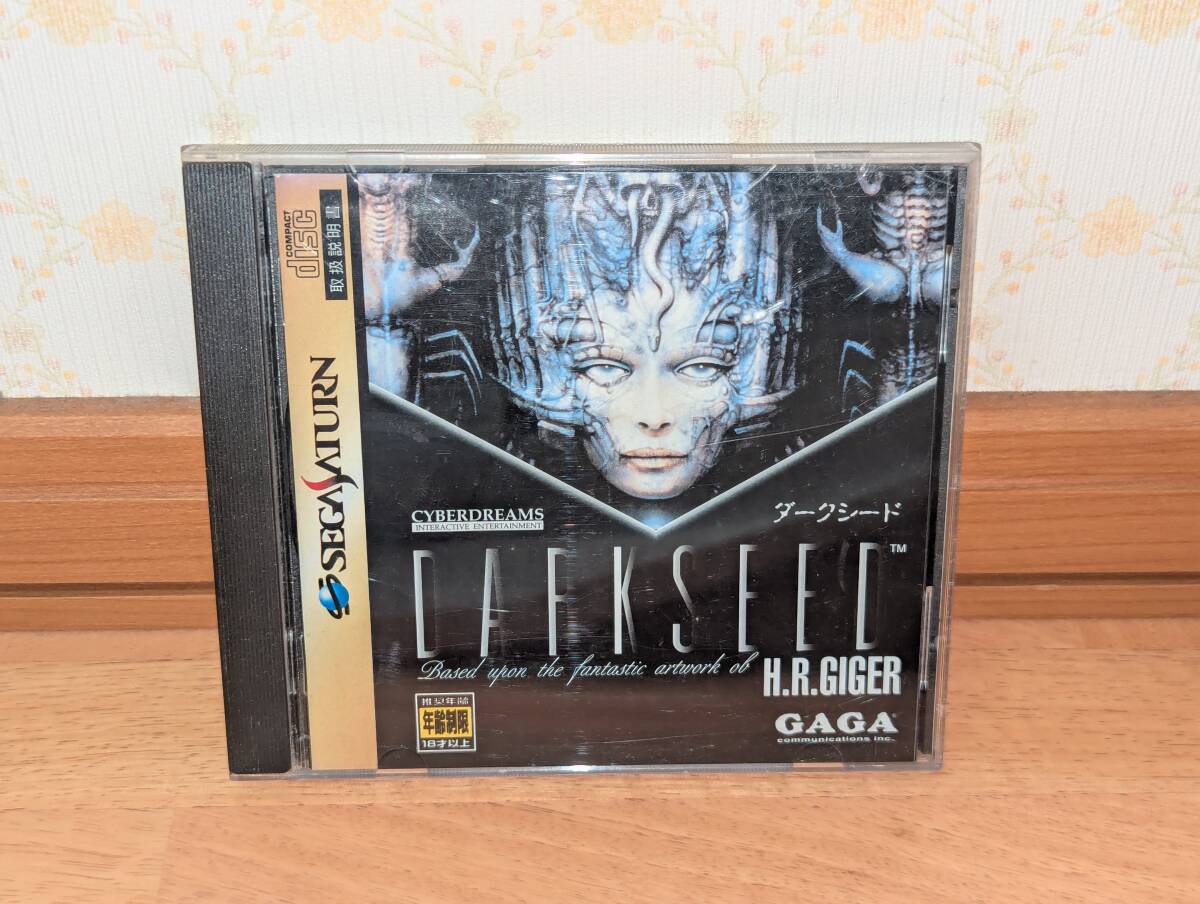 COMPACT
disc
取扱説明書
SEGA SATURN
CYBERDREAMS
INTERACTIVE ENTERTAINMENT
ダークシード
DARKSEED™
Based upon the fantastic artwork of
H.R.GIGER
推奨年齢
年齢制限
18才以上
GAGA
communications inc.